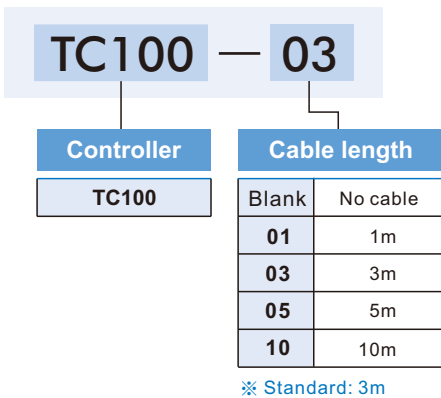 TC100 — 03
Controller
TC100
Cable length
Blank No cable
01 1m
03 3m
05 5m
10 10m
※ Standard: 3m